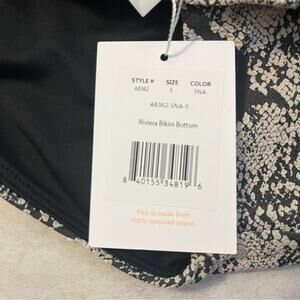 STYLE # SIZE COLOR
A8362 S SNA
A8362-SNA-S
Riviera Bikini Bottom
8 40155 34819 6
This is made from
100% recycled paper.